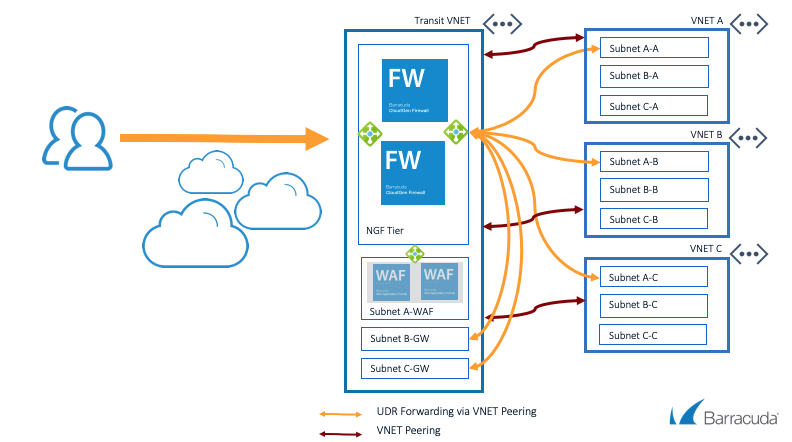 Transit VNET
FW
Barracuda
CloudGen Firewall
FW
Barracuda
CloudGen Firewall
NGF Tier
WAF
WAF
Subnet A-WAF
Subnet B-GW
Subnet C-GW
VNET A
Subnet A-A
Subnet B-A
Subnet C-A
VNET B
Subnet A-B
Subnet B-B
Subnet C-B
VNET C
Subnet A-C
Subnet B-C
Subnet C-C
UDR Forwarding via VNET Peering
VNET Peering
Barracuda